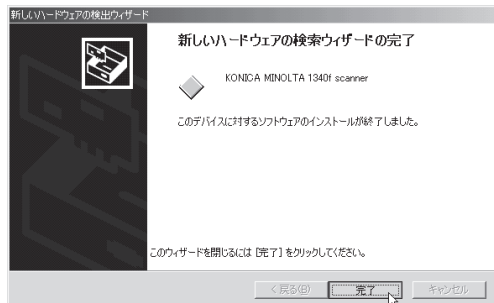 新しいハードウェアの検出ウィザード
新しいハードウェアの検索ウィザードの完了
KONICA MINOLTA 1340f scanner
このデバイスに対するソフトウェアのインストールが終了しました。
このウィザードを閉じるには [完了] をクリックしてください。
< 戻る(B)
完了
キャンセル